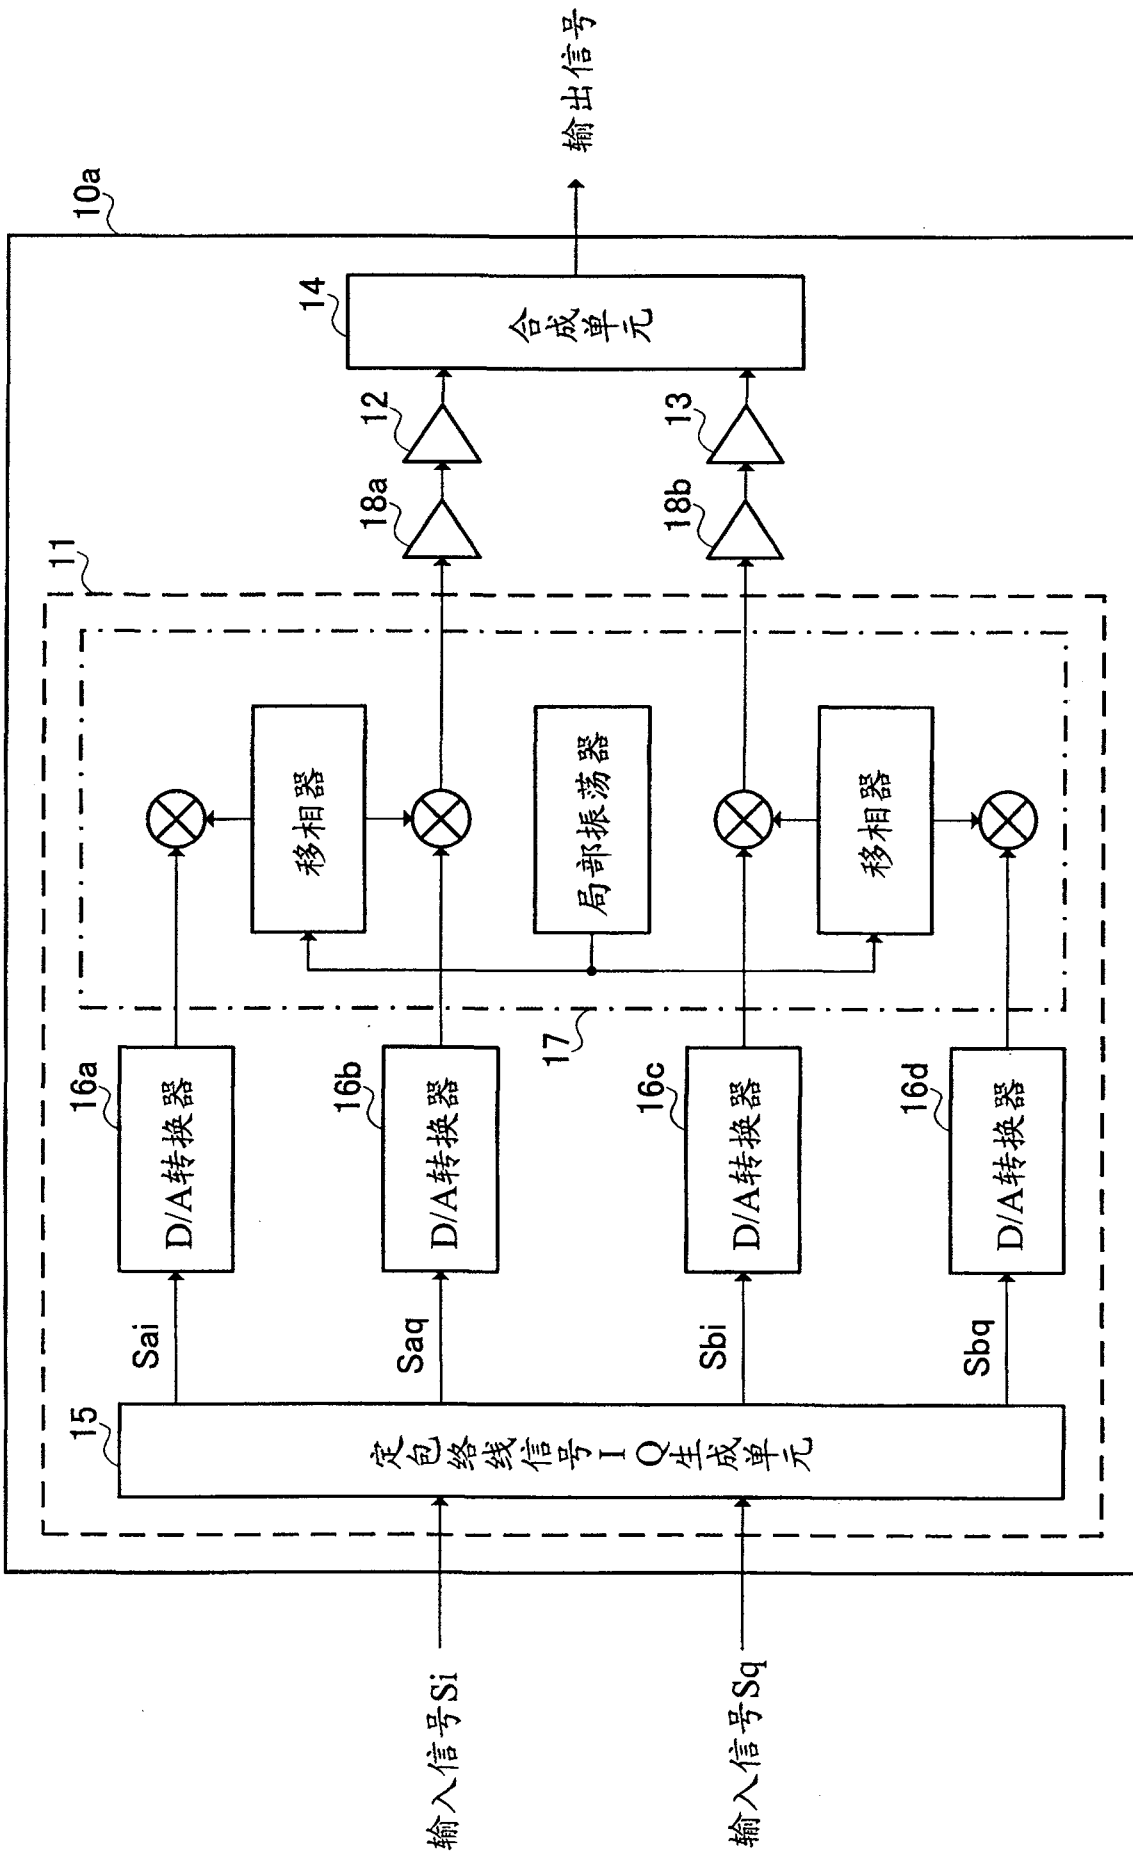 10a
11
15
定包络线信号IQ生成单元
输入信号Si
输入信号Sq
Sai
Saq
Sbi
Sbq
16a
D/A转换器
16b
D/A转换器
16c
D/A转换器
16d
D/A转换器
17
移相器
局部振荡器
移相器
18a
18b
12
13
14
合成单元
输出信号